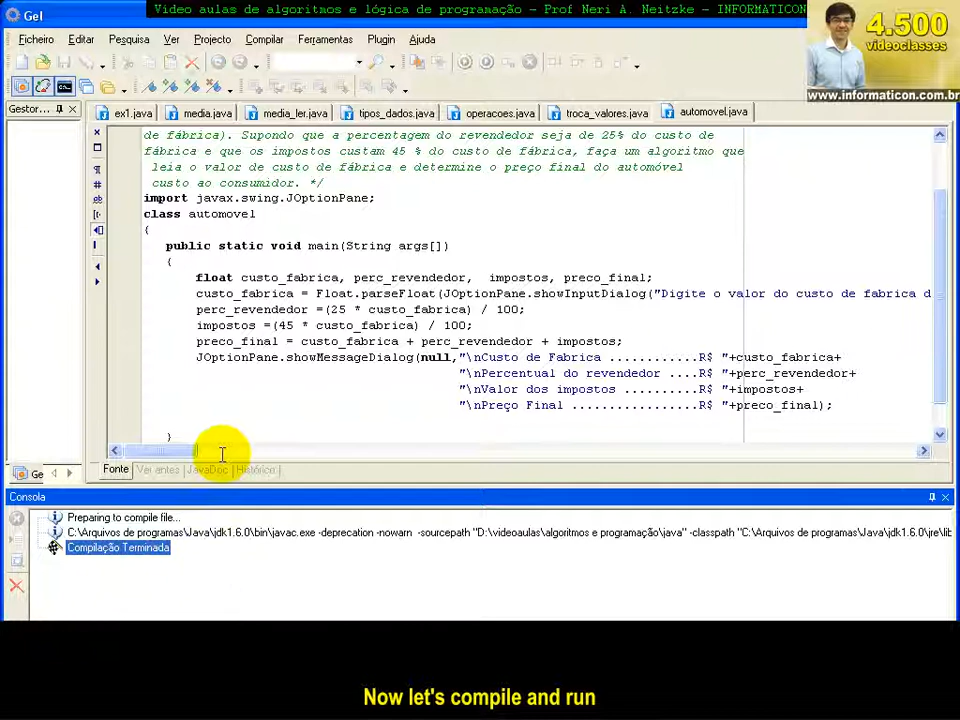 Video aulas de algoritmos e lógica de programação – Prof Neri A. Neitzke – INFORMATICON
Gel
4.500
videoclasses
www.informaticon.com.br
Ficheiro Editar Pesquisa Ver Projecto Compilar Ferramentas Plugin Ajuda
Gestor...
ex1.java media.java media_ler.java tipos_dados.java operacoes.java troca_valores.java automovel.java
de fábrica). Supondo que a percentagem do revendedor seja de 25% do custo de
fábrica e que os impostos custam 45 % do custo de fábrica, faça um algoritmo que
leia o valor de custo de fábrica e determine o preço final do automóvel
custo ao consumidor. */
import javax.swing.JOptionPane;
class automovel
{
public static void main(String args[])
{
float custo_fabrica, perc_revendedor,  impostos, preco_final;
custo_fabrica = Float.parseFloat(JOptionPane.showInputDialog("Digite o valor do custo de fabrica d
perc_revendedor =(25 * custo_fabrica) / 100;
impostos =(45 * custo_fabrica) / 100;
preco_final = custo_fabrica + perc_revendedor + impostos;
JOptionPane.showMessageDialog(null,"\nCusto de Fabrica ............R$ "+custo_fabrica+
"\nPercentual do revendedor ....R$ "+perc_revendedor+
"\nValor dos impostos ..........R$ "+impostos+
"\nPreço Final .................R$ "+preco_final);
}
Ge
Fonte Ver antes JavaDoc Histórico
Consola
Preparing to compile file...
C:\Arquivos de programas\Java\jdk1.6.0\bin\javac.exe -deprecation -nowarn -sourcepath "D:\videoaulas\algoritmos e programação\java" -classpath "C:\Arquivos de programas\Java\jdk1.6.0\jre\lib
Compilação Terminada
Now let's compile and run